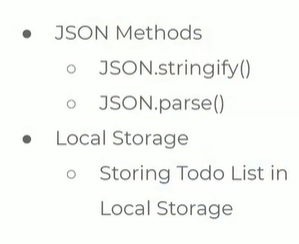 ● JSON Methods
○ JSON.stringify()
○ JSON.parse()
● Local Storage
○ Storing Todo List in
Local Storage